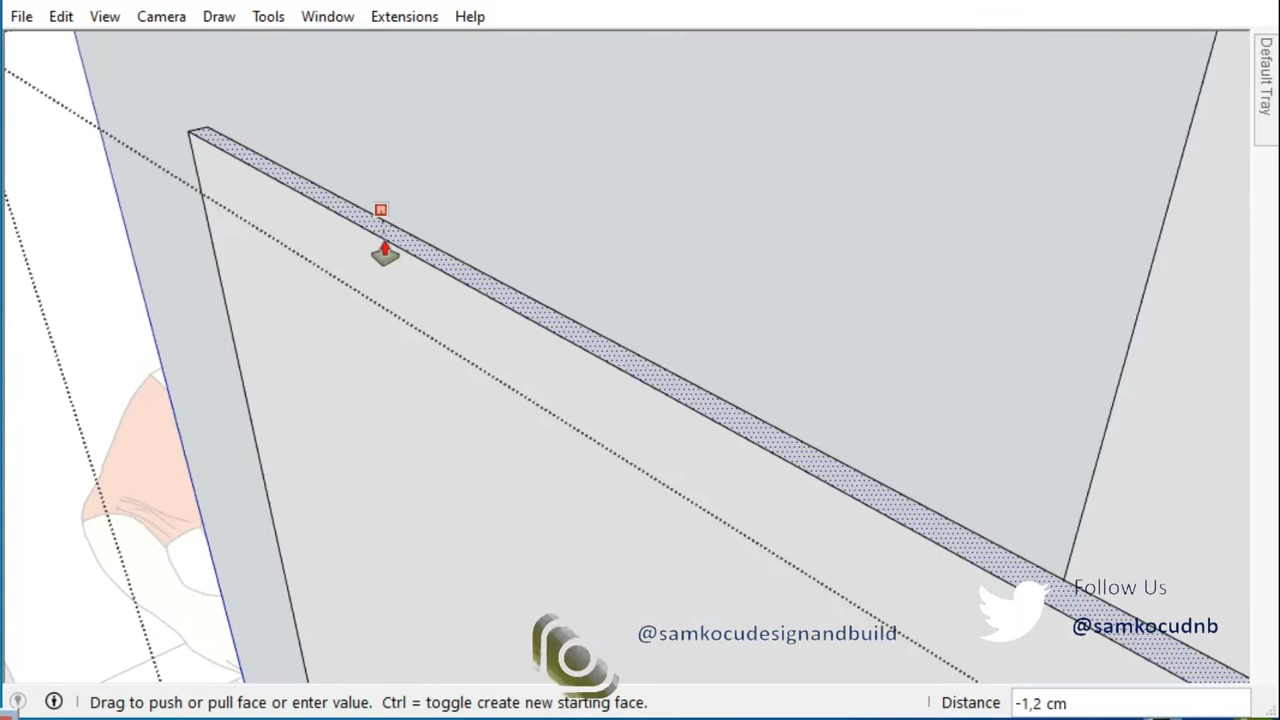 File Edit View Camera Draw Tools Window Extensions Help
Default Tray
Follow Us
@samkocudnb
@samkocudesignandbuild
Drag to push or pull face or enter value. Ctrl = toggle create new starting face.
Distance -1,2 cm